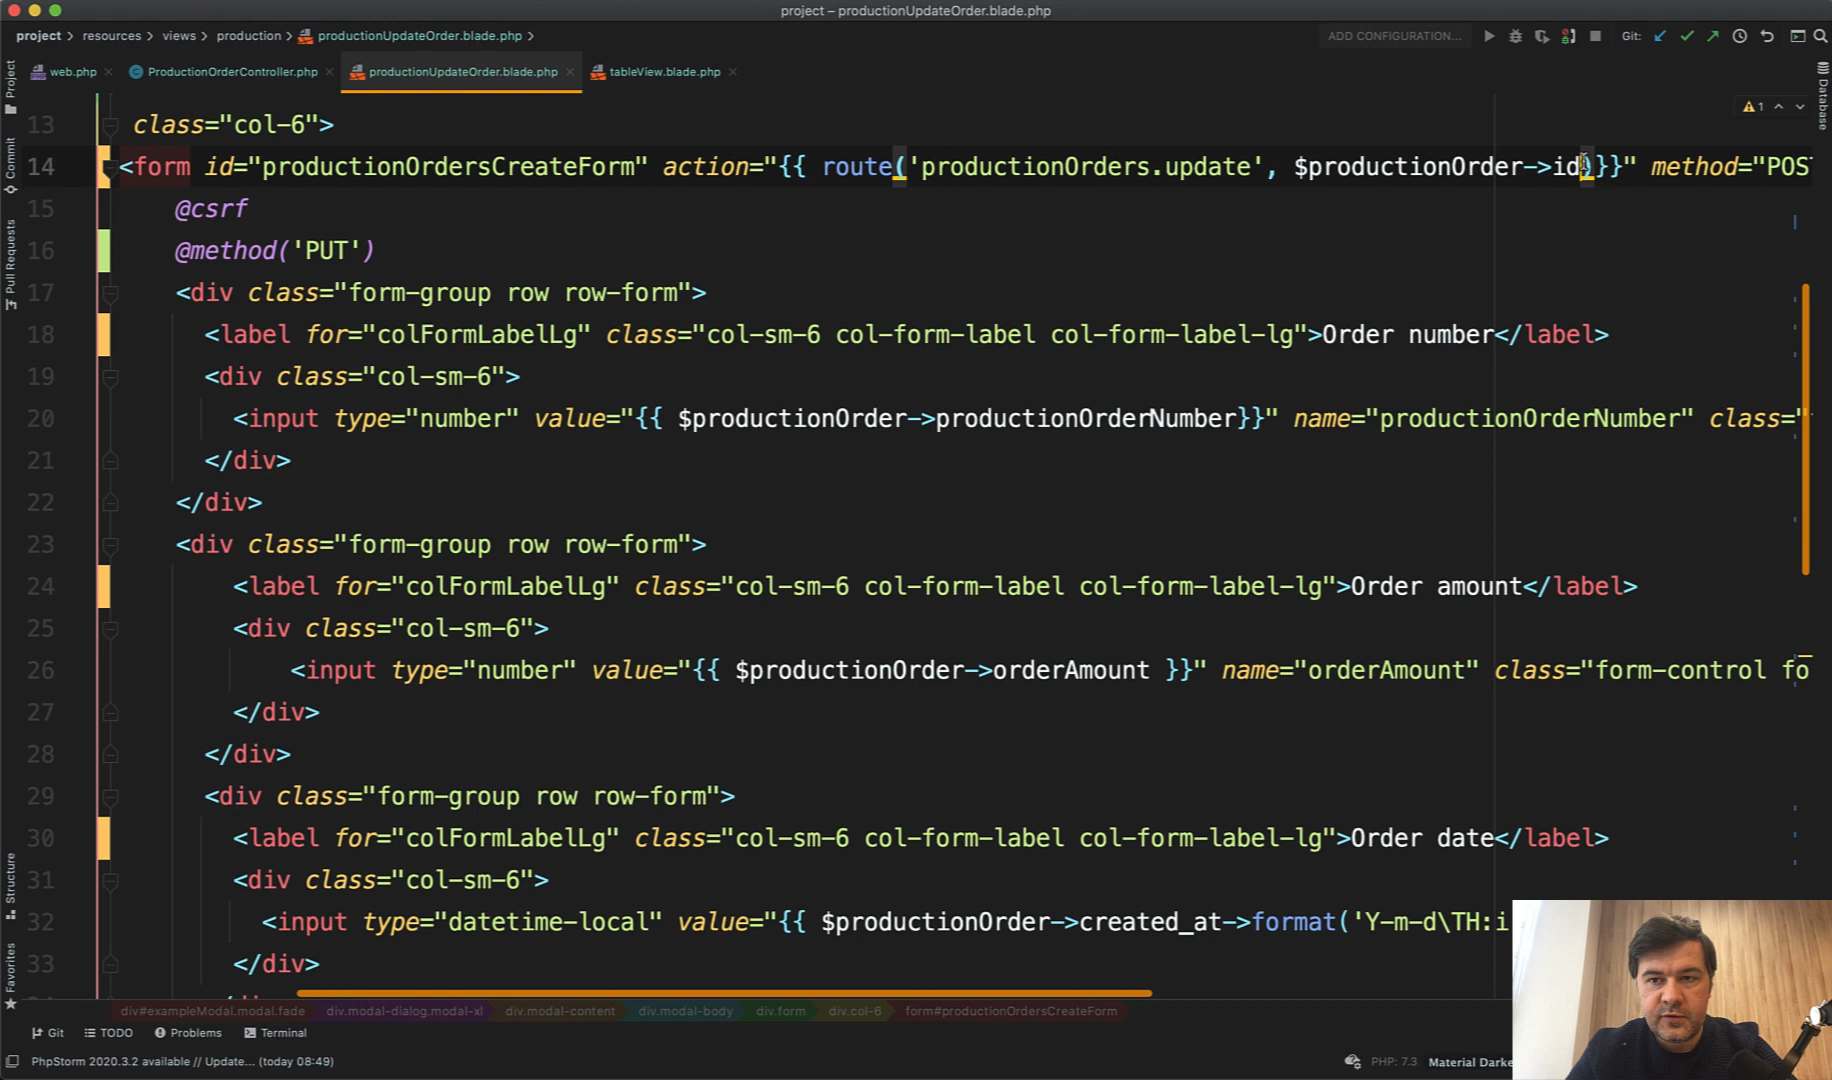 project – productionUpdateOrder.blade.php
project > resources > views > production > productionUpdateOrder.blade.php >
ADD CONFIGURATION...
Git:
web.php
ProductionOrderController.php
productionUpdateOrder.blade.php
tableView.blade.php
Project
Commit
Pull Requests
Structure
Favorites
Database
1
13 class="col-6">
14 <form id="productionOrdersCreateForm" action="{{ route('productionOrders.update', $productionOrder->id)}}" method="POST
15 @csrf
16 @method('PUT')
17 <div class="form-group row row-form">
18 <label for="colFormLabelLg" class="col-sm-6 col-form-label col-form-label-lg">Order number</label>
19 <div class="col-sm-6">
20 <input type="number" value="{{ $productionOrder->productionOrderNumber}}" name="productionOrderNumber" class="
21 </div>
22 </div>
23 <div class="form-group row row-form">
24 <label for="colFormLabelLg" class="col-sm-6 col-form-label col-form-label-lg">Order amount</label>
25 <div class="col-sm-6">
26 <input type="number" value="{{ $productionOrder->orderAmount }}" name="orderAmount" class="form-control fo
27 </div>
28 </div>
29 <div class="form-group row row-form">
30 <label for="colFormLabelLg" class="col-sm-6 col-form-label col-form-label-lg">Order date</label>
31 <div class="col-sm-6">
32 <input type="datetime-local" value="{{ $productionOrder->created_at->format('Y-m-d\TH:i
33 </div>
div#exampleModal.modal.fade div.modal-dialog.modal-xl div.modal-content div.modal-body div.form div.col-6 form#productionOrdersCreateForm
Git TODO Problems Terminal
PhpStorm 2020.3.2 available // Update... (today 08:49)
PHP: 7.3 Material Darke